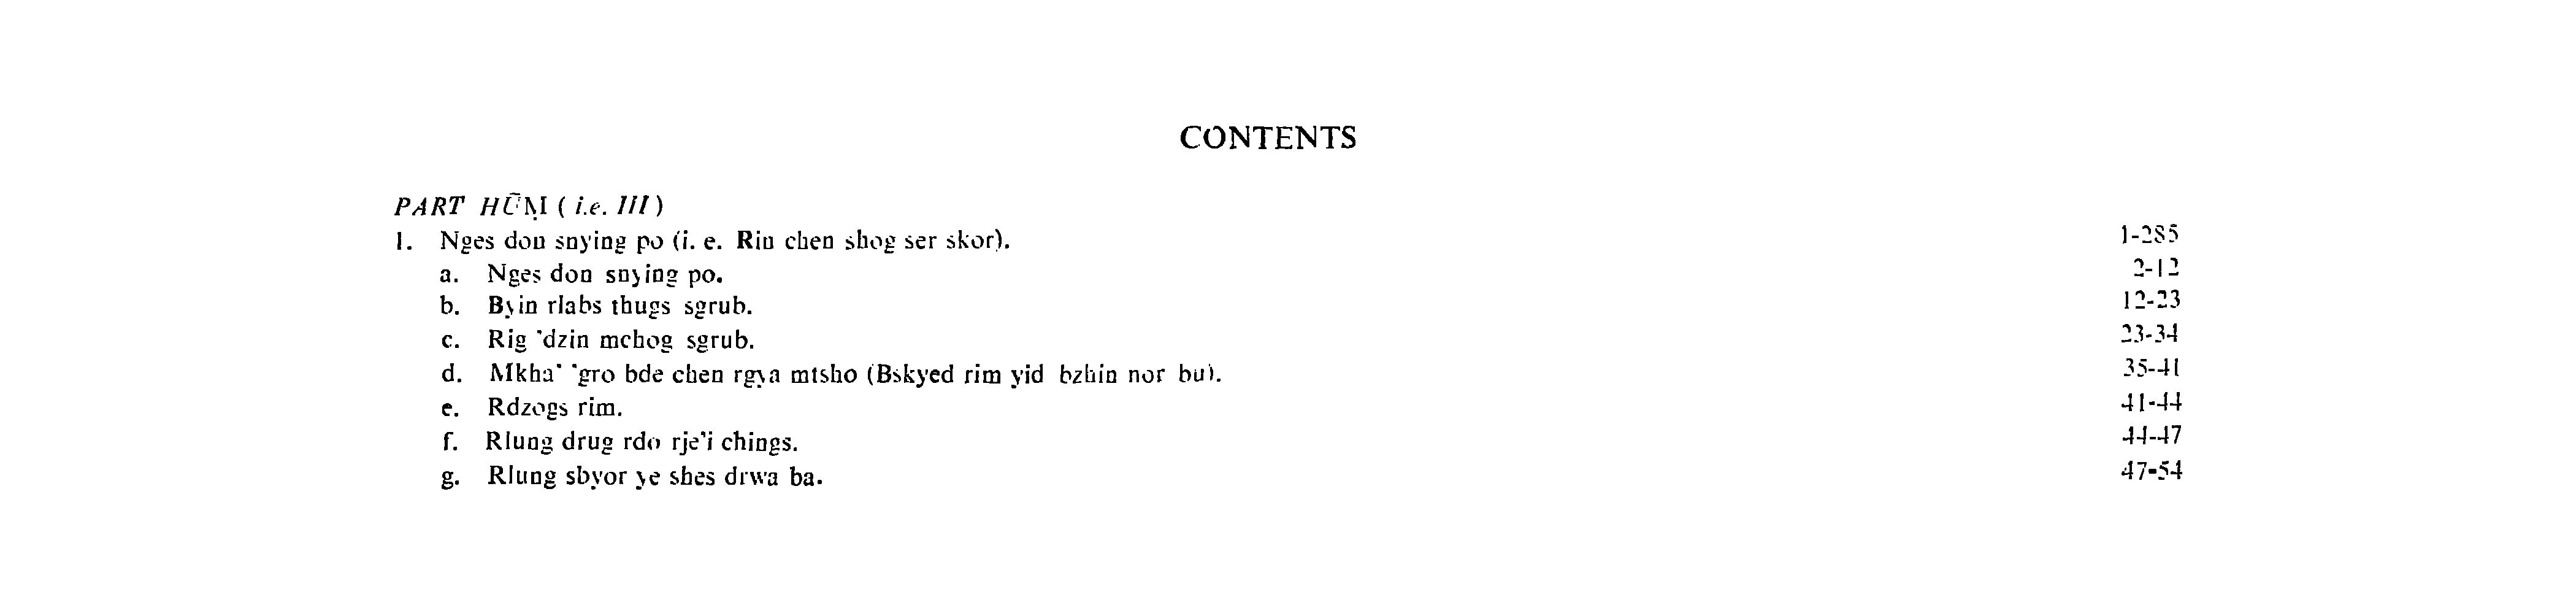 CONTENTS
PART HŪṂ ( i.e. III )
1. Nges don snying po (i. e. Rin chen shog ser skor). 1-285
a. Nges don snying po. 2-12
b. Byin rlabs thugs sgrub. 12-23
c. Rig 'dzin mchog sgrub. 23-34
d. Mkha' 'gro bde chen rgya mtsho (Bskyed rim yid bzhin nor bu). 35-41
e. Rdzogs rim. 41-44
f. Rlung drug rdo rje'i chings. 44-47
g. Rlung sbyor ye shes drwa ba. 47-54